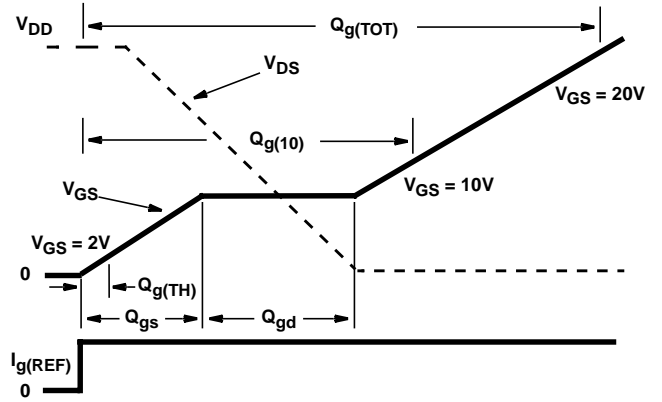 V_DD
Q_g(TOT)
V_DS
V_GS = 20V
Q_g(10)
V_GS
V_GS = 10V
V_GS = 2V
0
Q_g(TH)
Q_gs
Q_gd
I_g(REF)
0